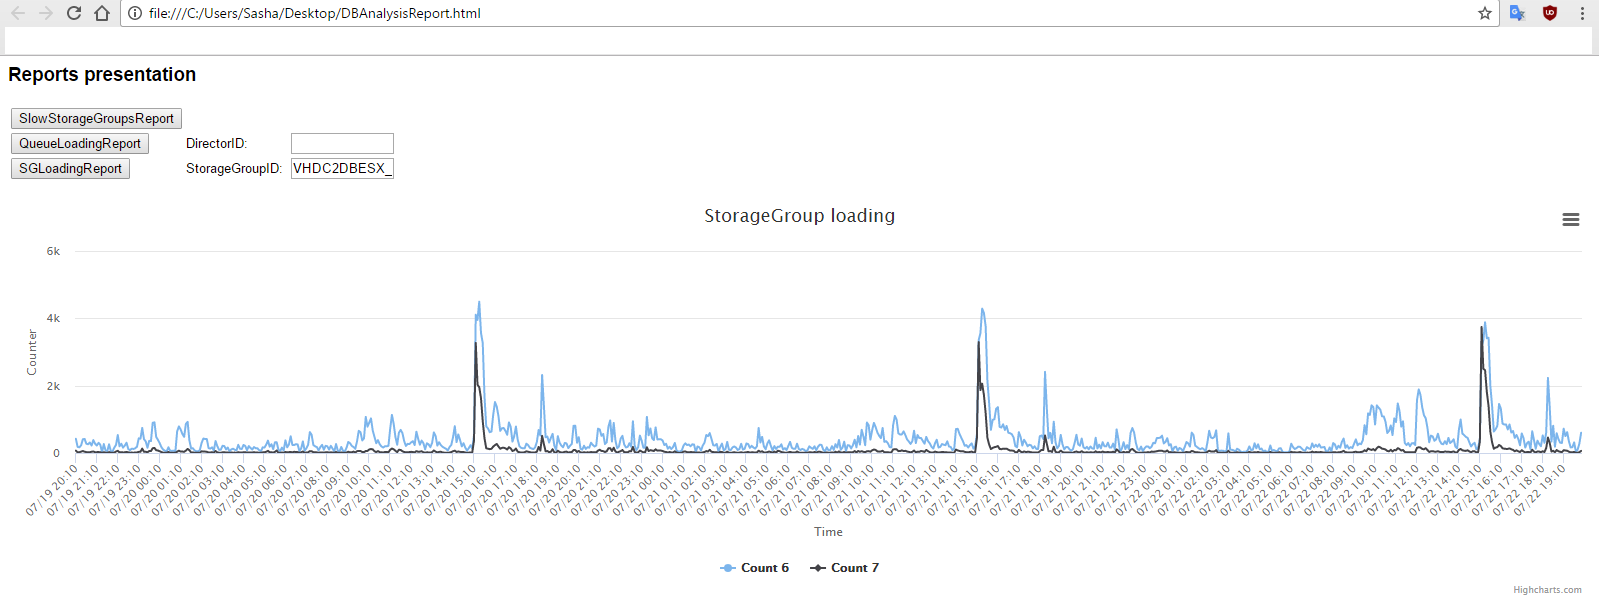 file:///C:/Users/Sasha/Desktop/DBAnalysisReport.html
Reports presentation
SlowStorageGroupsReport
QueueLoadingReport DirectorID:
SGLoadingReport StorageGroupID: VHDC2DBESX_
StorageGroup loading
6k
4k
2k
0
Counter
07/19 20:10 07/19 21:10 07/19 22:10 07/19 23:10 07/20 00:10 07/20 01:10 07/20 02:10 07/20 03:10 07/20 04:10 07/20 05:10 07/20 06:10 07/20 07:10 07/20 08:10 07/20 09:10 07/20 10:10 07/20 11:10 07/20 12:10 07/20 13:10 07/20 14:10 07/20 15:10 07/20 16:10 07/20 17:10 07/20 18:10 07/20 19:10 07/20 20:10 07/20 21:10 07/20 22:10 07/20 23:10 07/21 00:10 07/21 01:10 07/21 02:10 07/21 03:10 07/21 04:10 07/21 05:10 07/21 06:10 07/21 07:10 07/21 08:10 07/21 09:10 07/21 10:10 07/21 11:10 07/21 12:10 07/21 13:10 07/21 14:10 07/21 15:10 07/21 16:10 07/21 17:10 07/21 18:10 07/21 19:10 07/21 20:10 07/21 21:10 07/21 22:10 07/21 23:10 07/22 00:10 07/22 01:10 07/22 02:10 07/22 03:10 07/22 04:10 07/22 05:10 07/22 06:10 07/22 07:10 07/22 08:10 07/22 09:10 07/22 10:10 07/22 11:10 07/22 12:10 07/22 13:10 07/22 14:10 07/22 15:10 07/22 16:10 07/22 17:10 07/22 18:10 07/22 19:10
Time
Count 6 Count 7
Highcharts.com